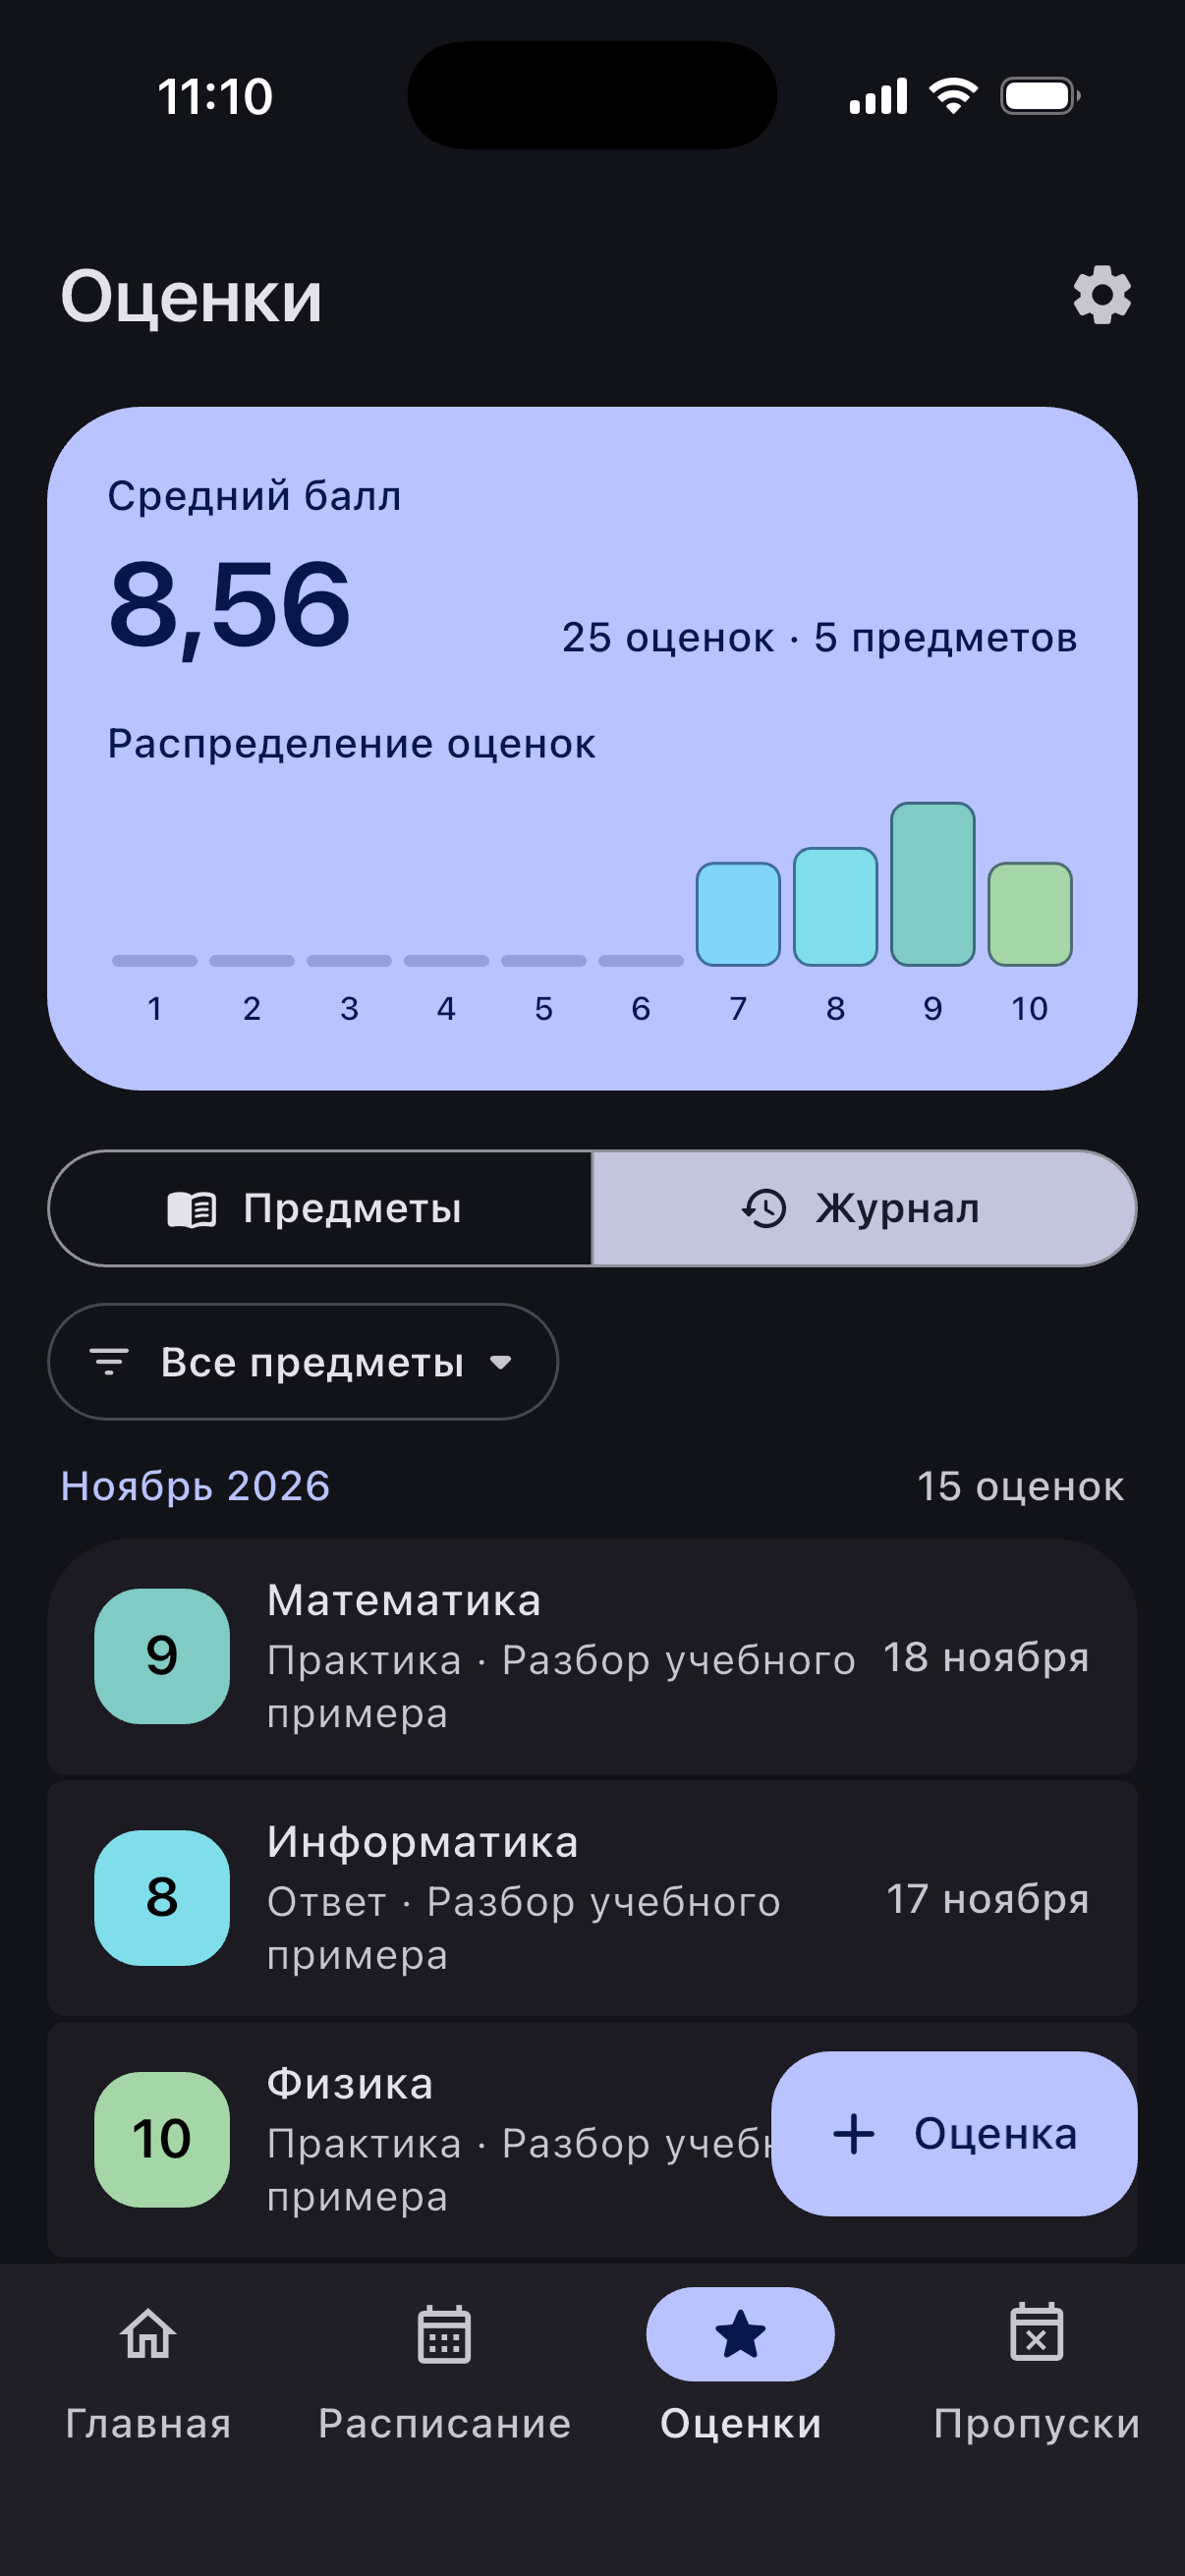 11:10
Оценки
Средний балл
8,56
25 оценок · 5 предметов
Распределение оценок
1 2 3 4 5 6 7 8 9 10
Предметы
Журнал
Все предметы
Ноябрь 2026
15 оценок
9
Математика
Практика · Разбор учебного
примера
18 ноября
8
Информатика
Ответ · Разбор учебного
примера
17 ноября
10
Физика
Практика · Разбор
примера
Оценка
Главная
Расписание
Оценки
Пропуски